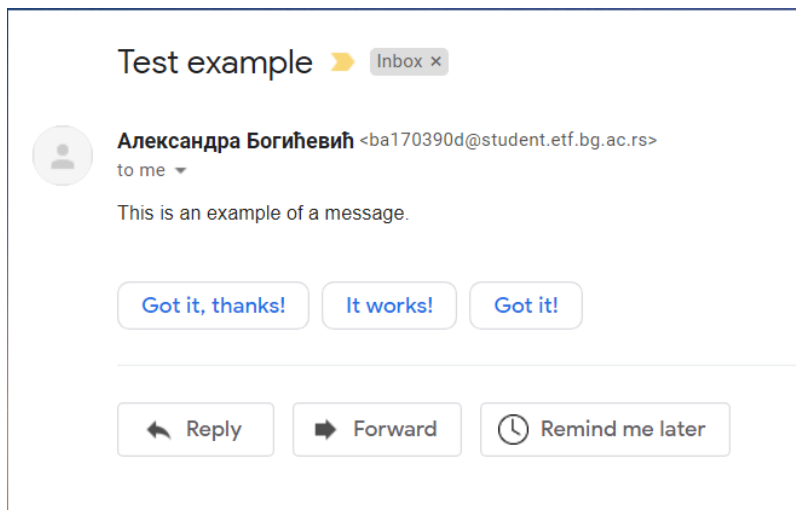 Test example Inbox ×
Александра Богићевић <ba170390d@student.etf.bg.ac.rs>
to me
This is an example of a message.
Got it, thanks! It works! Got it!
Reply Forward Remind me later